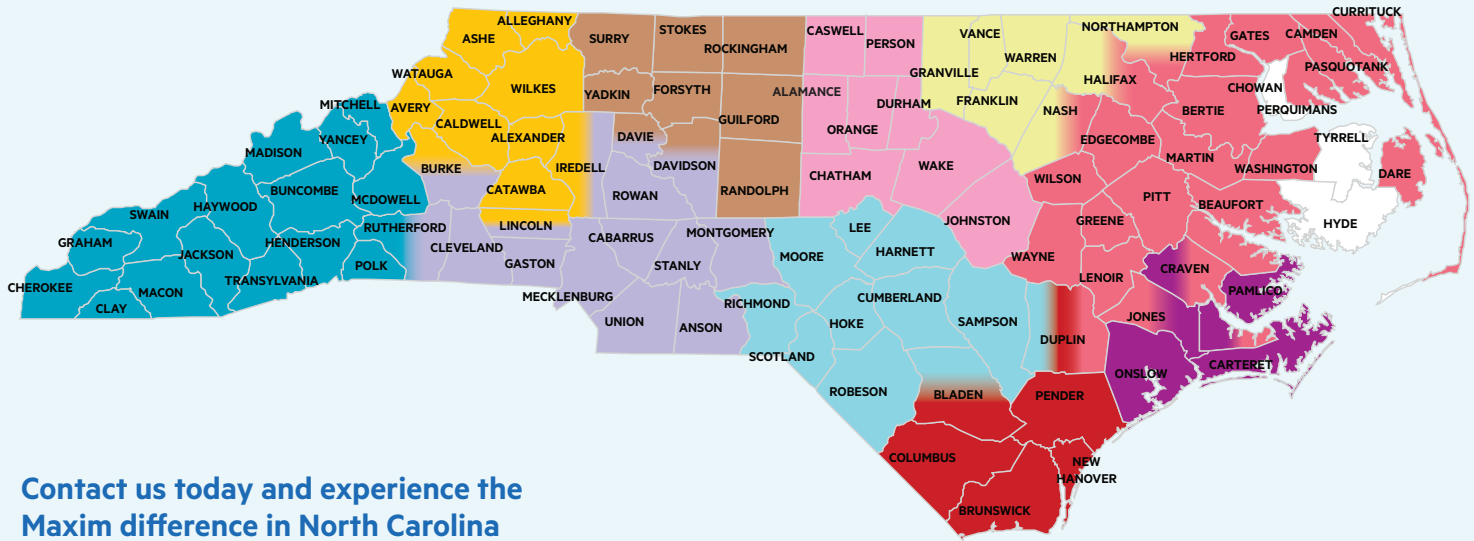 CURRITUCK
ALLEGHANY
ASHE
SURRY
STOKES
ROCKINGHAM
CASWELL
PERSON
VANCE
WARREN
NORTHAMPTON
GATES
CAMDEN
HERTFORD
PASQUOTANK
WATAUGA
WILKES
YADKIN
FORSYTH
ALAMANCE
GRANVILLE
HALIFAX
CHOWAN
MITCHELL
AVERY
CALDWELL
ALEXANDER
DAVIE
GUILFORD
ORANGE
DURHAM
FRANKLIN
NASH
EDGECOMBE
BERTIE
PERQUIMANS
TYRRELL
YANCEY
MADISON
BURKE
IREDELL
DAVIDSON
CHATHAM
WAKE
WILSON
MARTIN
WASHINGTON
DARE
BUNCOMBE
MCDOWELL
CATAWBA
ROWAN
RANDOLPH
PITT
BEAUFORT
SWAIN
HAYWOOD
RUTHERFORD
LINCOLN
CABARRUS
MONTGOMERY
LEE
JOHNSTON
GREENE
HYDE
GRAHAM
JACKSON
HENDERSON
POLK
CLEVELAND
GASTON
STANLY
MOORE
HARNETT
WAYNE
LENOIR
CRAVEN
CHEROKEE
CLAY
MACON
TRANSYLVANIA
MECKLENBURG
UNION
ANSON
RICHMOND
CUMBERLAND
HOKE
SAMPSON
DUPLIN
JONES
PAMLICO
SCOTLAND
ROBESON
BLADEN
PENDER
ONSLOW
CARTERET
COLUMBUS
NEW
HANOVER
BRUNSWICK
Contact us today and experience the
Maxim difference in North Carolina